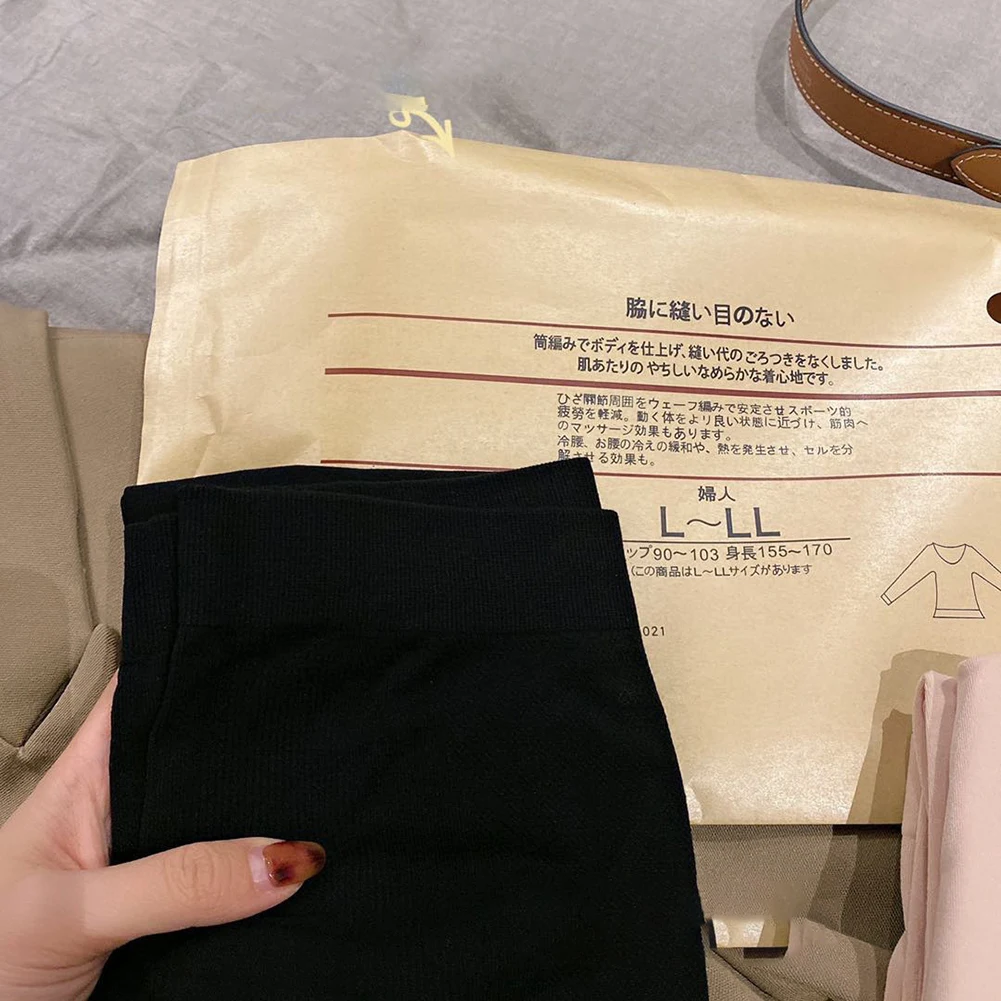 脇に縫い目のない
筒編みでボディを仕上げ、縫い代のごろつきをなくしました。
肌あたりのやちしいなめらかな着心地です。
ひざ關節周囲をウェーフ編みで安定させスポーツ的
疲劳を軽減。動く体をよリ良い状態に近づけ、筋肉へ
のマッサージ効果もあります。
冷腰、お腰の冷えの緩和や、熱を発生させ、セルを分
解させる効果も。
婦人
L～LL
ップ90～103 身長155～170
(この商品はL～LLサイズがあります
021